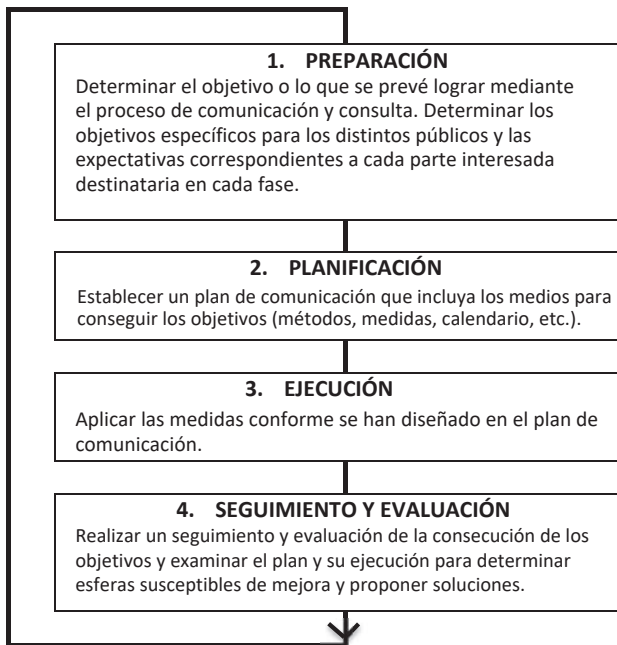 1. PREPARACIÓN
Determinar el objetivo o lo que se prevé lograr mediante
el proceso de comunicación y consulta. Determinar los
objetivos específicos para los distintos públicos y las
expectativas correspondientes a cada parte interesada
destinataria en cada fase.
2. PLANIFICACIÓN
Establecer un plan de comunicación que incluya los medios para
conseguir los objetivos (métodos, medidas, calendario, etc.).
3. EJECUCIÓN
Aplicar las medidas conforme se han diseñado en el plan de
comunicación.
4. SEGUIMIENTO Y EVALUACIÓN
Realizar un seguimiento y evaluación de la consecución de los
objetivos y examinar el plan y su ejecución para determinar
esferas susceptibles de mejora y proponer soluciones.